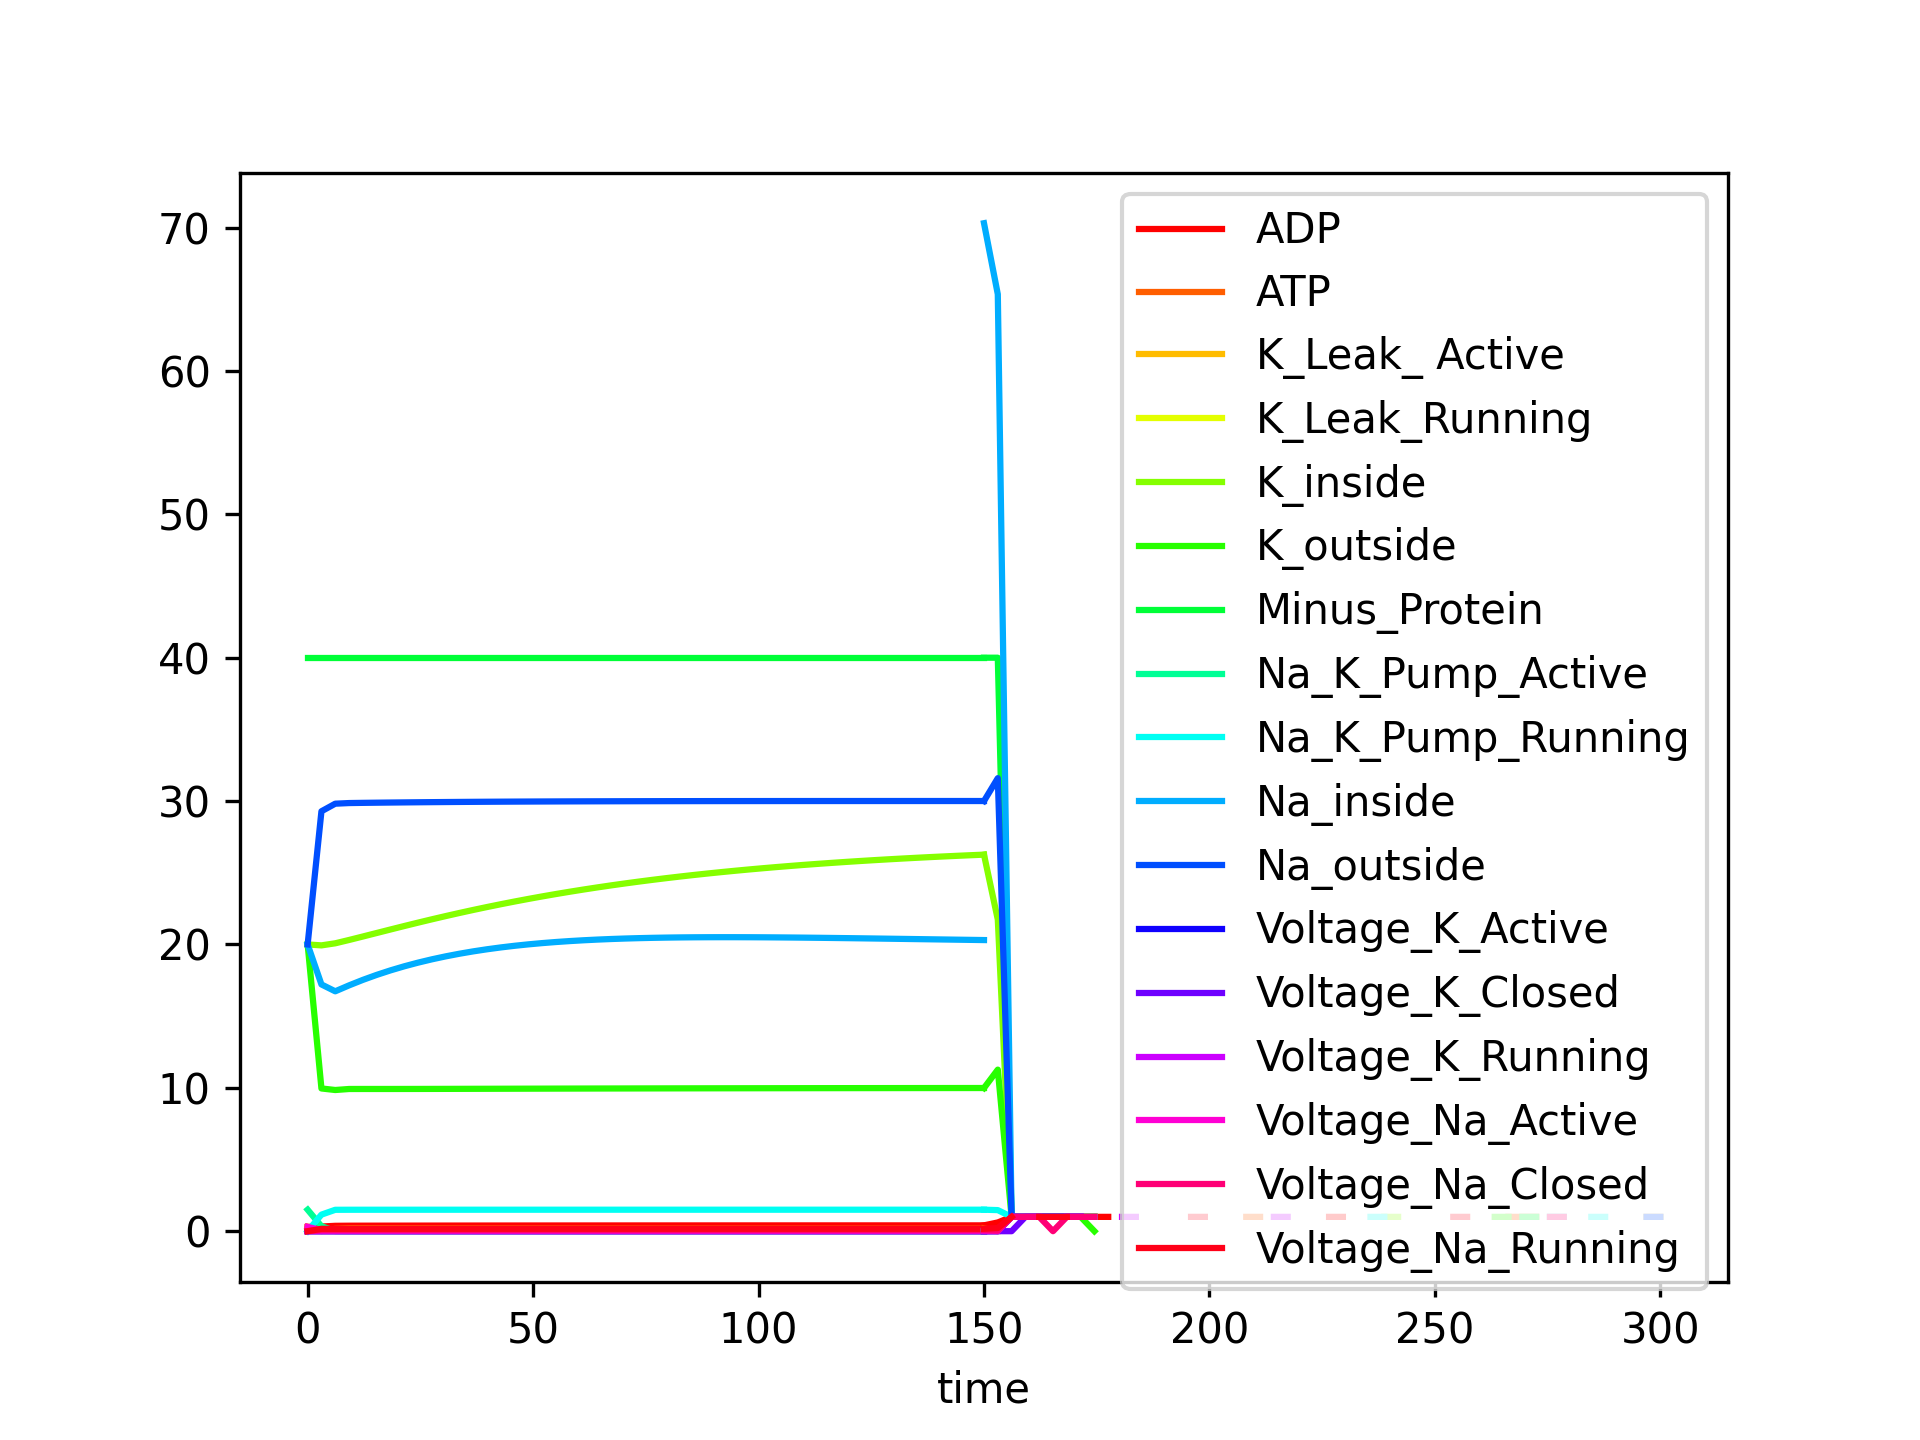 70
60
50
40
30
20
10
0
0 50 100 150 200 250 300
time
ADP
ATP
K_Leak_ Active
K_Leak_Running
K_inside
K_outside
Minus_Protein
Na_K_Pump_Active
Na_K_Pump_Running
Na_inside
Na_outside
Voltage_K_Active
Voltage_K_Closed
Voltage_K_Running
Voltage_Na_Active
Voltage_Na_Closed
Voltage_Na_Running